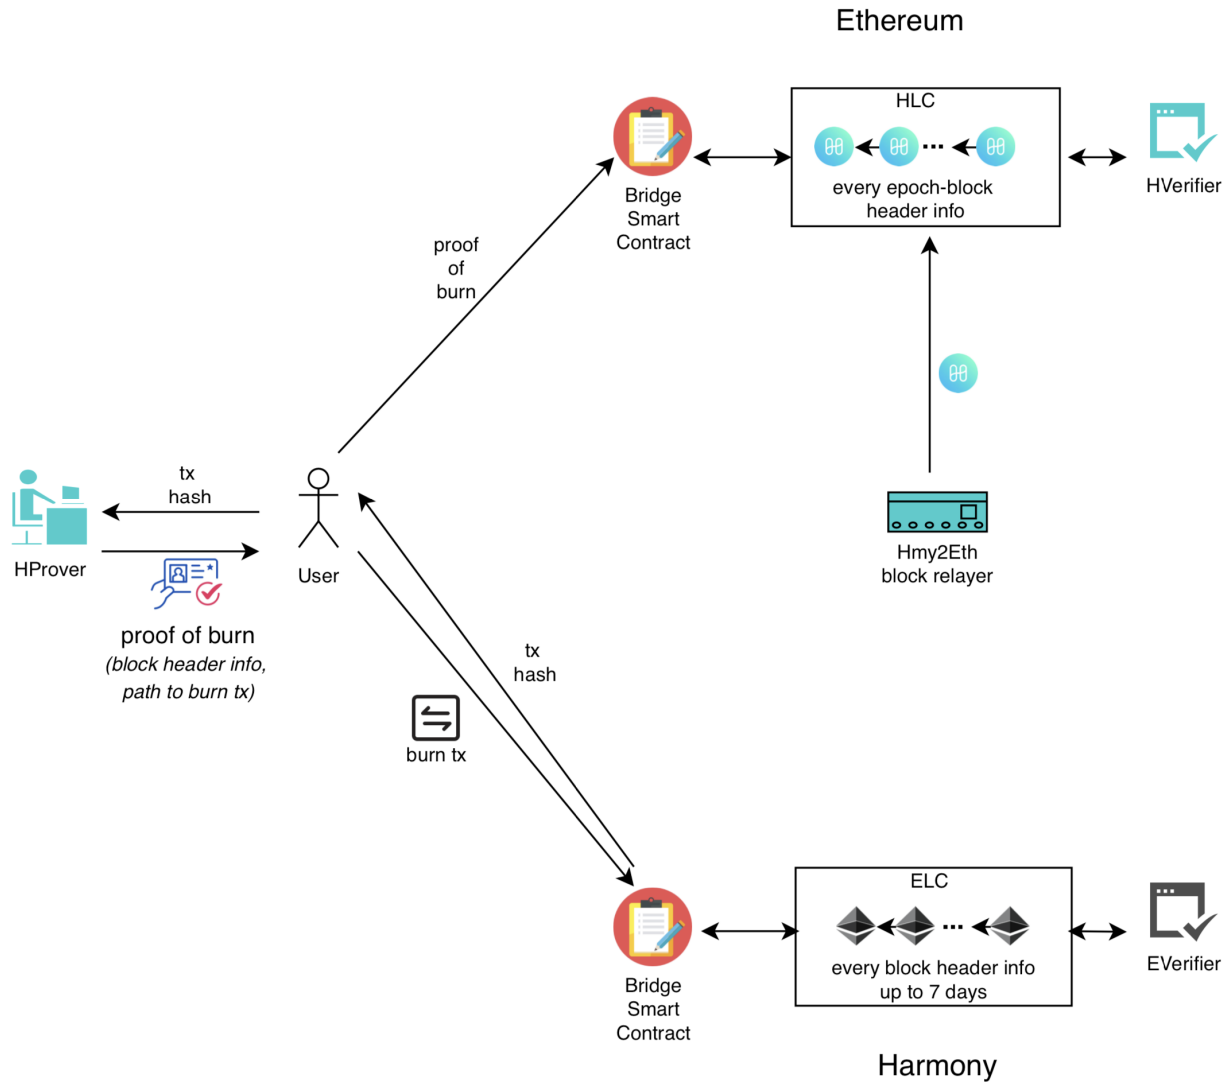 Ethereum
HLC
every epoch-block
header info
HVerifier
Bridge
Smart
Contract
proof
of
burn
tx
hash
HProver
User
Hmy2Eth
block relayer
proof of burn
(block header info,
path to burn tx)
tx
hash
burn tx
ELC
every block header info
up to 7 days
EVerifier
Bridge
Smart
Contract
Harmony